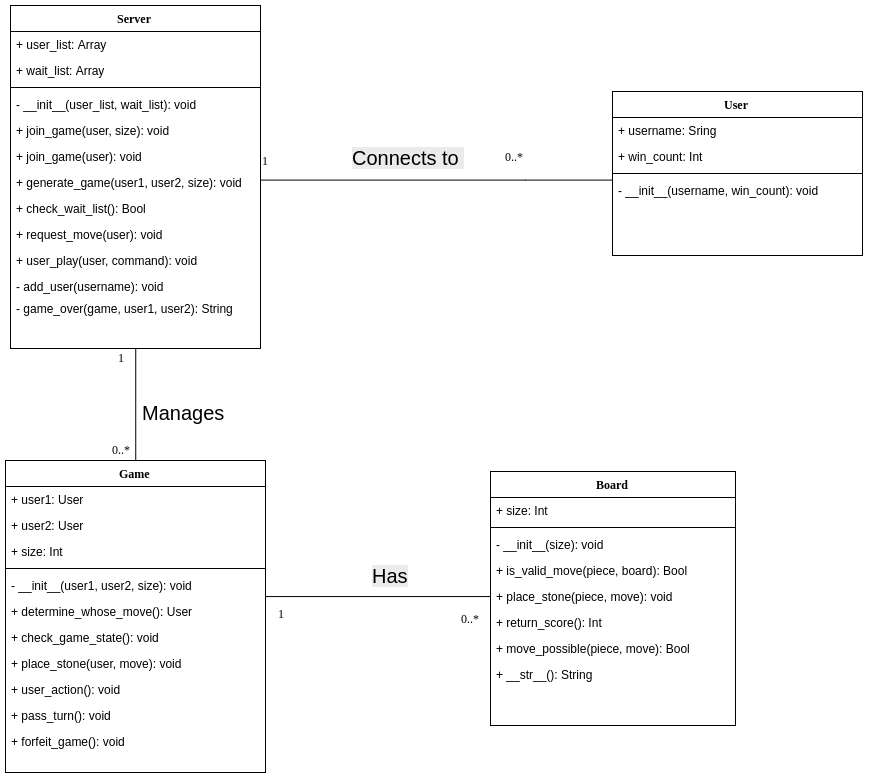 Server
+ user_list: Array
+ wait_list: Array
- __init__(user_list, wait_list): void
+ join_game(user, size): void
+ join_game(user): void
+ generate_game(user1, user2, size): void
+ check_wait_list(): Bool
+ request_move(user): void
+ user_play(user, command): void
- add_user(username): void
- game_over(game, user1, user2): String
1
Connects to
0..*
User
+ username: Sring
+ win_count: Int
- __init__(username, win_count): void
1
Manages
0..*
Game
+ user1: User
+ user2: User
+ size: Int
- __init__(user1, user2, size): void
+ determine_whose_move(): User
+ check_game_state(): void
+ place_stone(user, move): void
+ user_action(): void
+ pass_turn(): void
+ forfeit_game(): void
Has
1
0..*
Board
+ size: Int
- __init__(size): void
+ is_valid_move(piece, board): Bool
+ place_stone(piece, move): void
+ return_score(): Int
+ move_possible(piece, move): Bool
+ __str__(): String